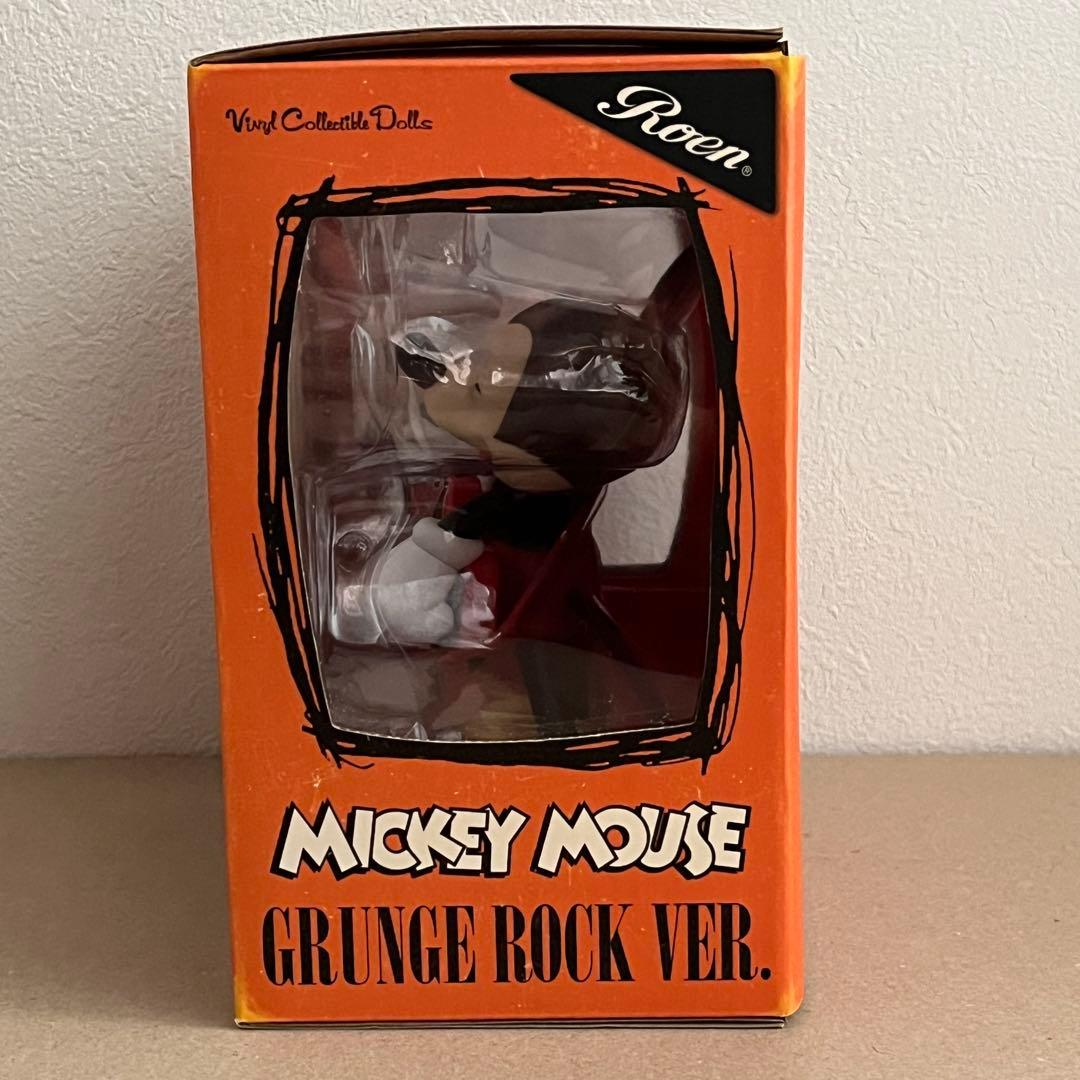 Vinyl Collectible Dolls
Roen®
MICKEY MOUSE
GRUNGE ROCK VER.